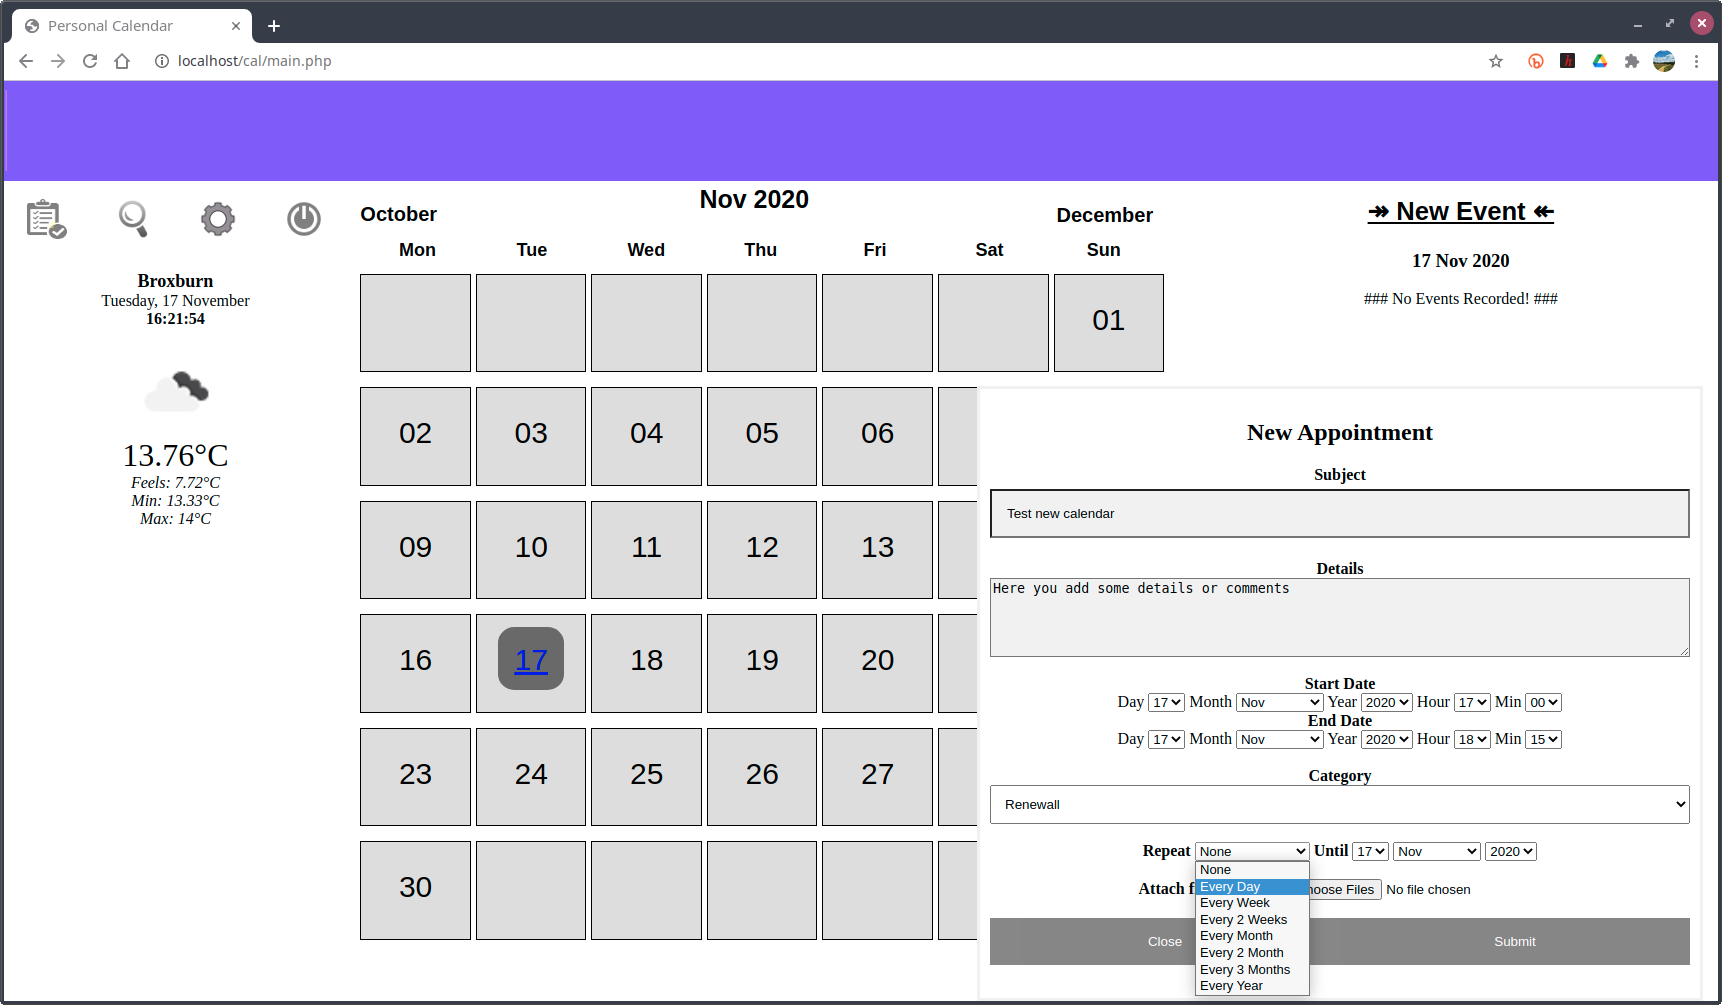 Personal Calendar
localhost/cal/main.php
October
Nov 2020
December
Mon Tue Wed Thu Fri Sat Sun
01
02 03 04 05 06
09 10 11 12 13
16 17 18 19 20
23 24 25 26 27
30
Broxburn
Tuesday, 17 November
16:21:54
13.76°C
Feels: 7.72°C
Min: 13.33°C
Max: 14°C
↠ New Event ↞
17 Nov 2020
### No Events Recorded! ###
New Appointment
Subject
Test new calendar
Details
Here you add some details or comments
Start Date
Day 17 Month Nov Year 2020 Hour 17 Min 00
End Date
Day 17 Month Nov Year 2020 Hour 18 Min 15
Category
Renewall
Repeat None Until 17 Nov 2020
None
Every Day
Every Week
Every 2 Weeks
Every Month
Every 2 Month
Every 3 Months
Every Year
Attach f hoose Files No file chosen
Close Submit